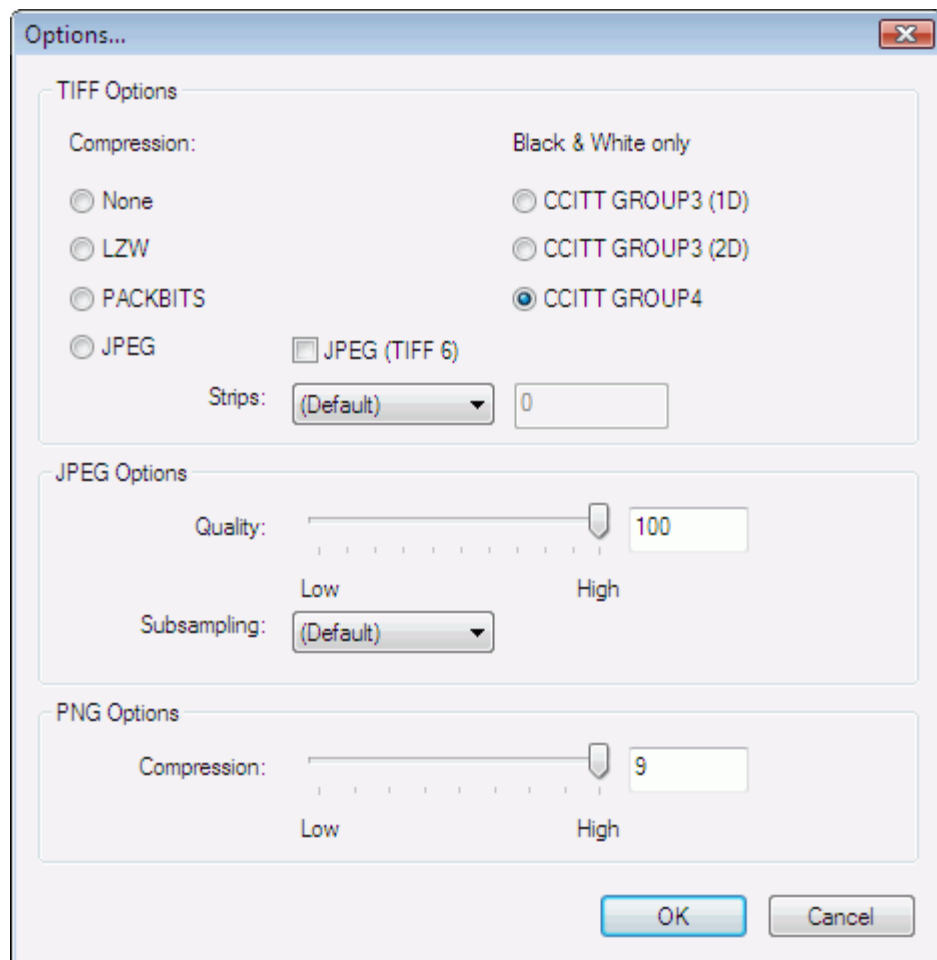 Options...
TIFF Options
Compression: Black & White only
None CCITT GROUP3 (1D)
LZW CCITT GROUP3 (2D)
PACKBITS CCITT GROUP4
JPEG JPEG (TIFF 6)
Strips: (Default) 0
JPEG Options
Quality: 100
Low High
Subsampling: (Default)
PNG Options
Compression: 9
Low High
OK Cancel